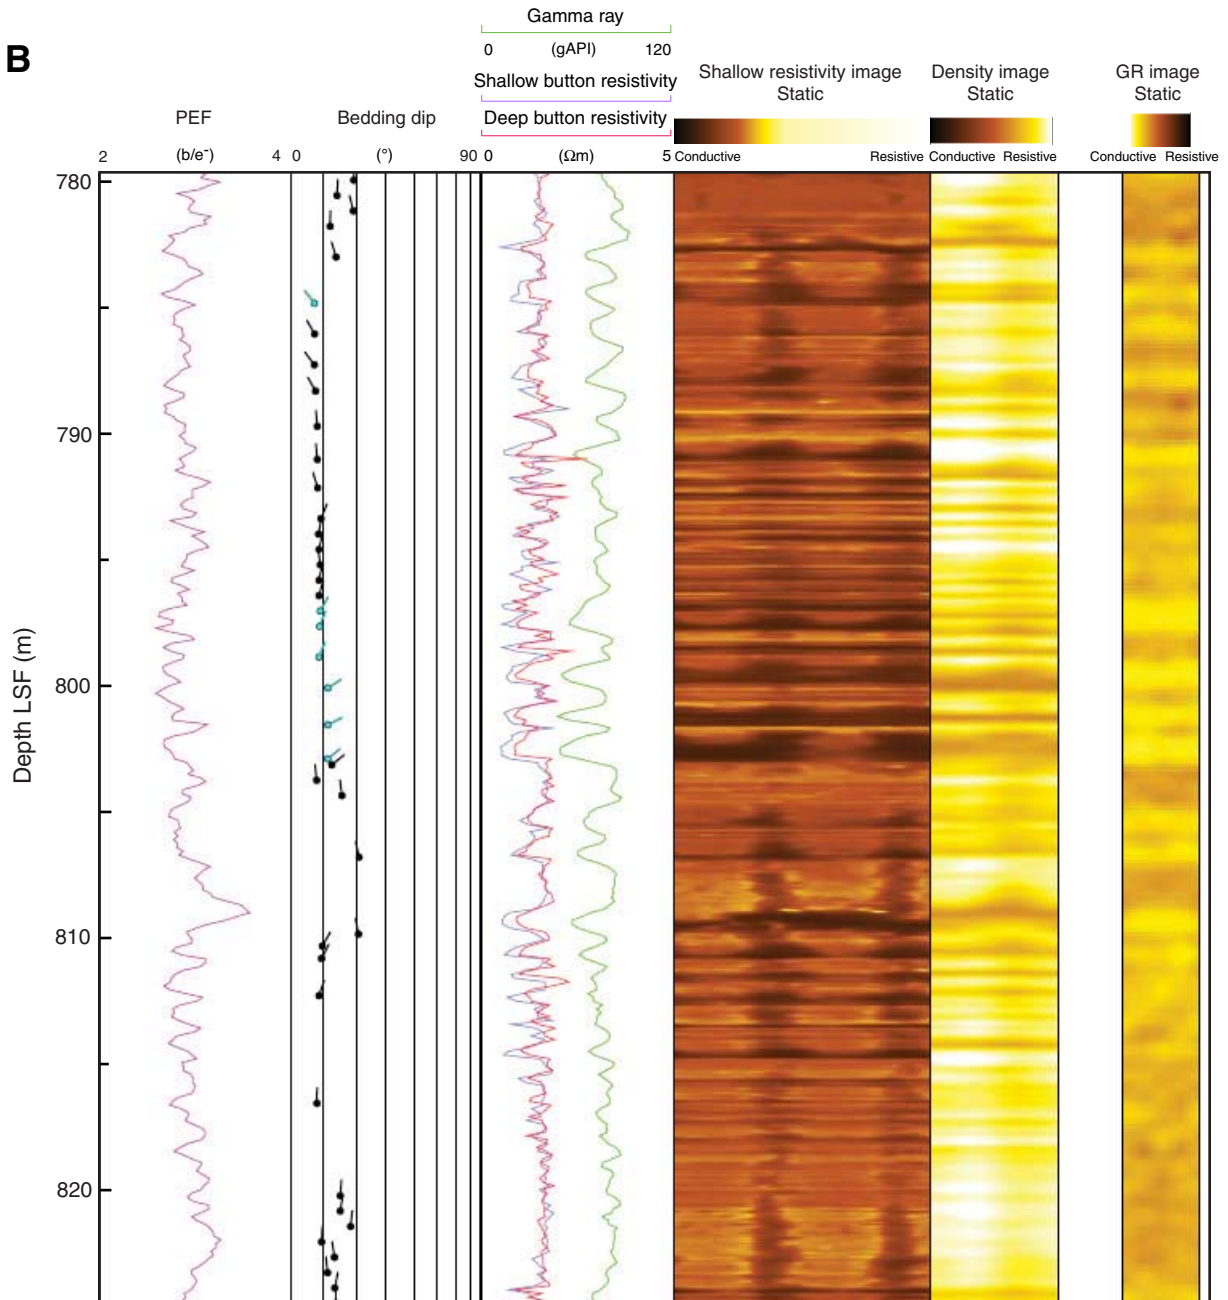 B
Gamma ray
0 (gAPI) 120
Shallow button resistivity
Deep button resistivity
0 (Ωm) 5
PEF
2 (b/e⁻) 4
Bedding dip
0 (°) 90
Shallow resistivity image
Static
Conductive Resistive
Density image
Static
Conductive Resistive
GR image
Static
Conductive Resistive
Depth LSF (m)
780
790
800
810
820